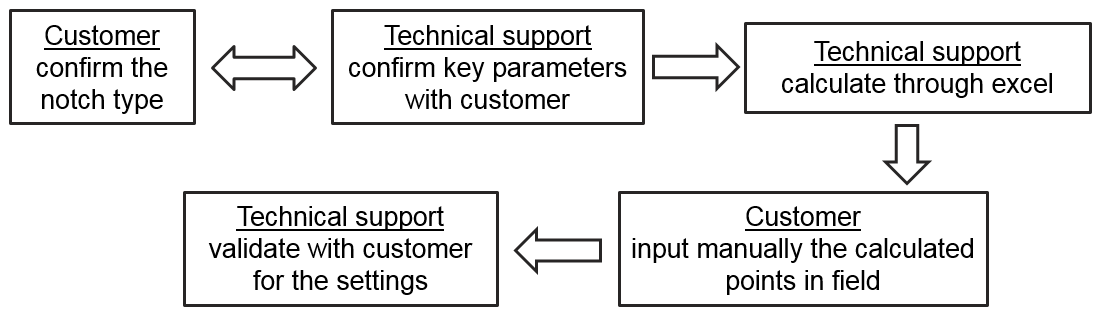 Customer
confirm the
notch type
Technical support
confirm key parameters
with customer
Technical support
calculate through excel
Customer
input manually the calculated
points in field
Technical support
validate with customer
for the settings